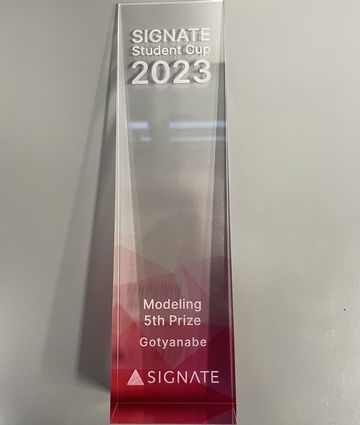 SIGNATE
Student Cup
2023
Modeling
5th Prize
Gotyanabe
SIGNATE